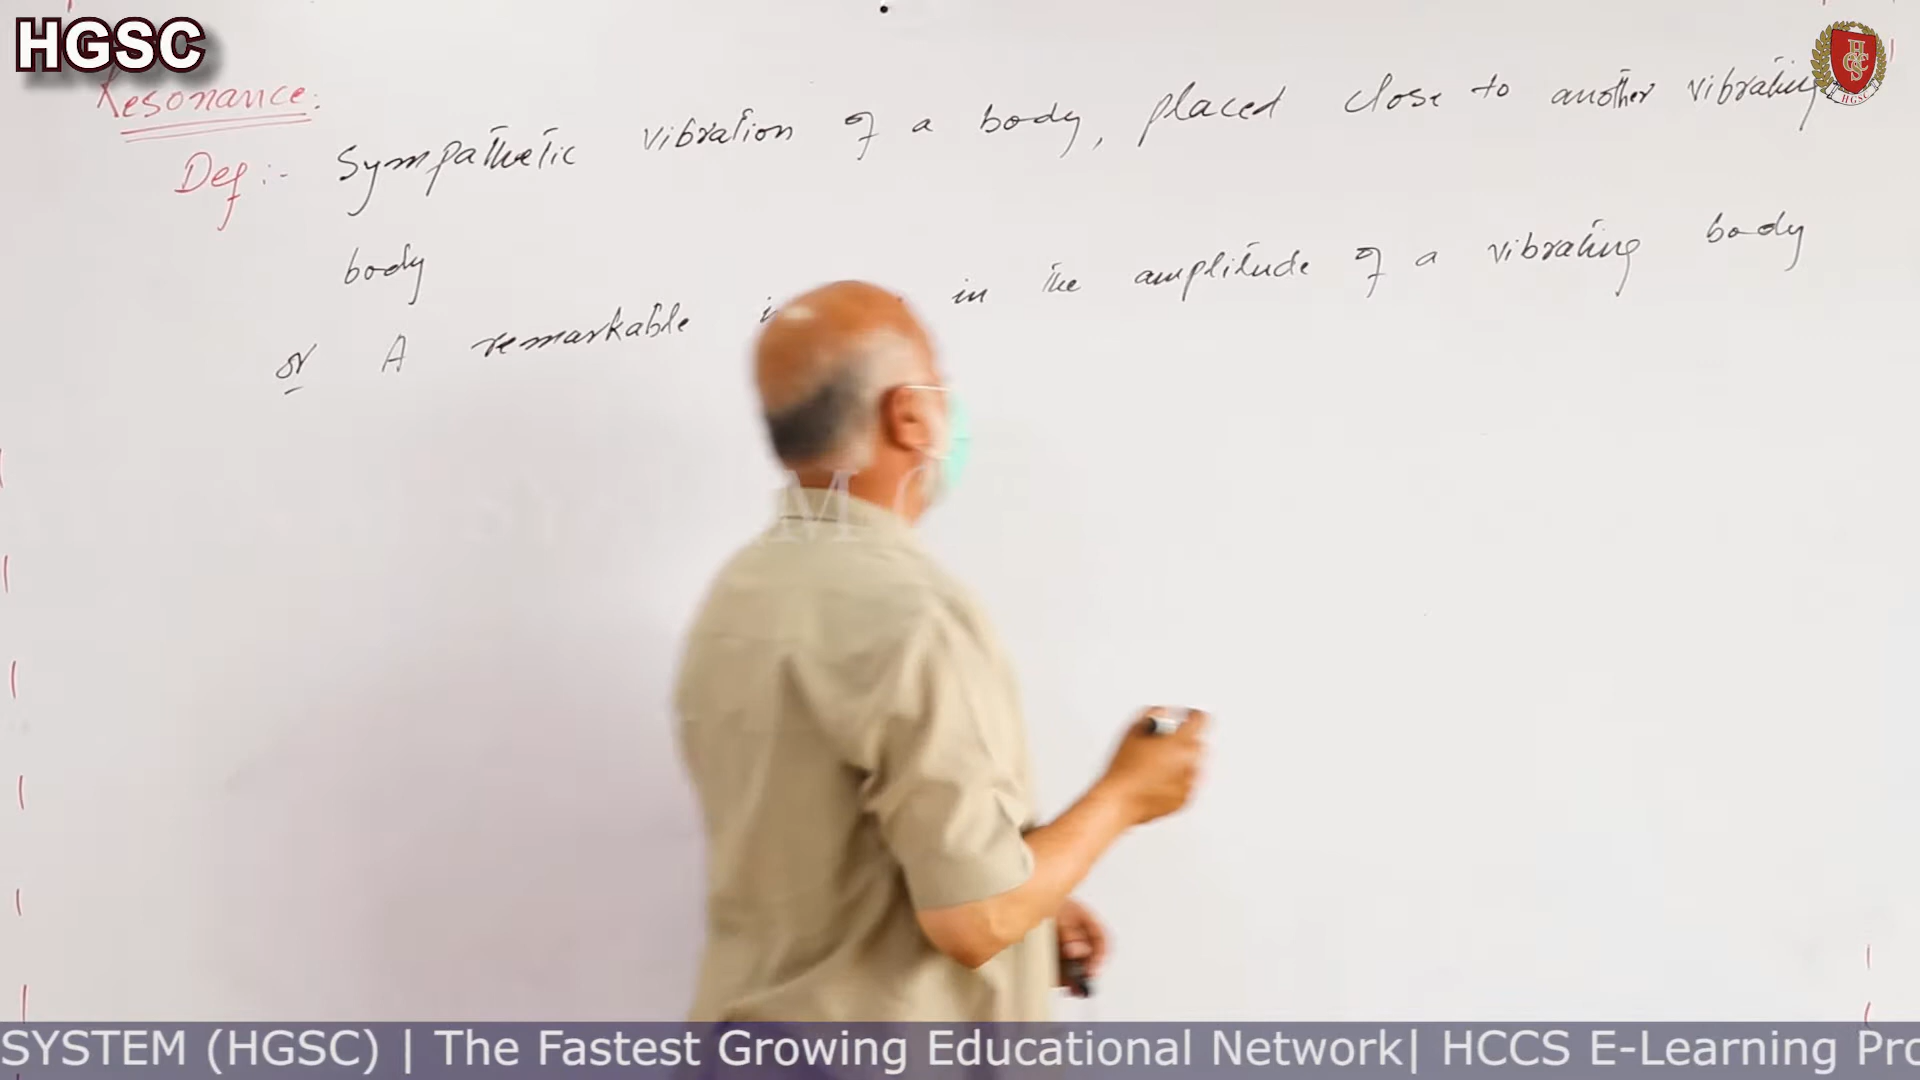 HGSC
Resonance:
Def:- Sympathetic vibration of a body, placed close to another vibrating
body
or A remarkable in the amplitude of a vibrating body
HGSC
SYSTEM (HGSC) | The Fastest Growing Educational Network| HCCS E-Learning Pro